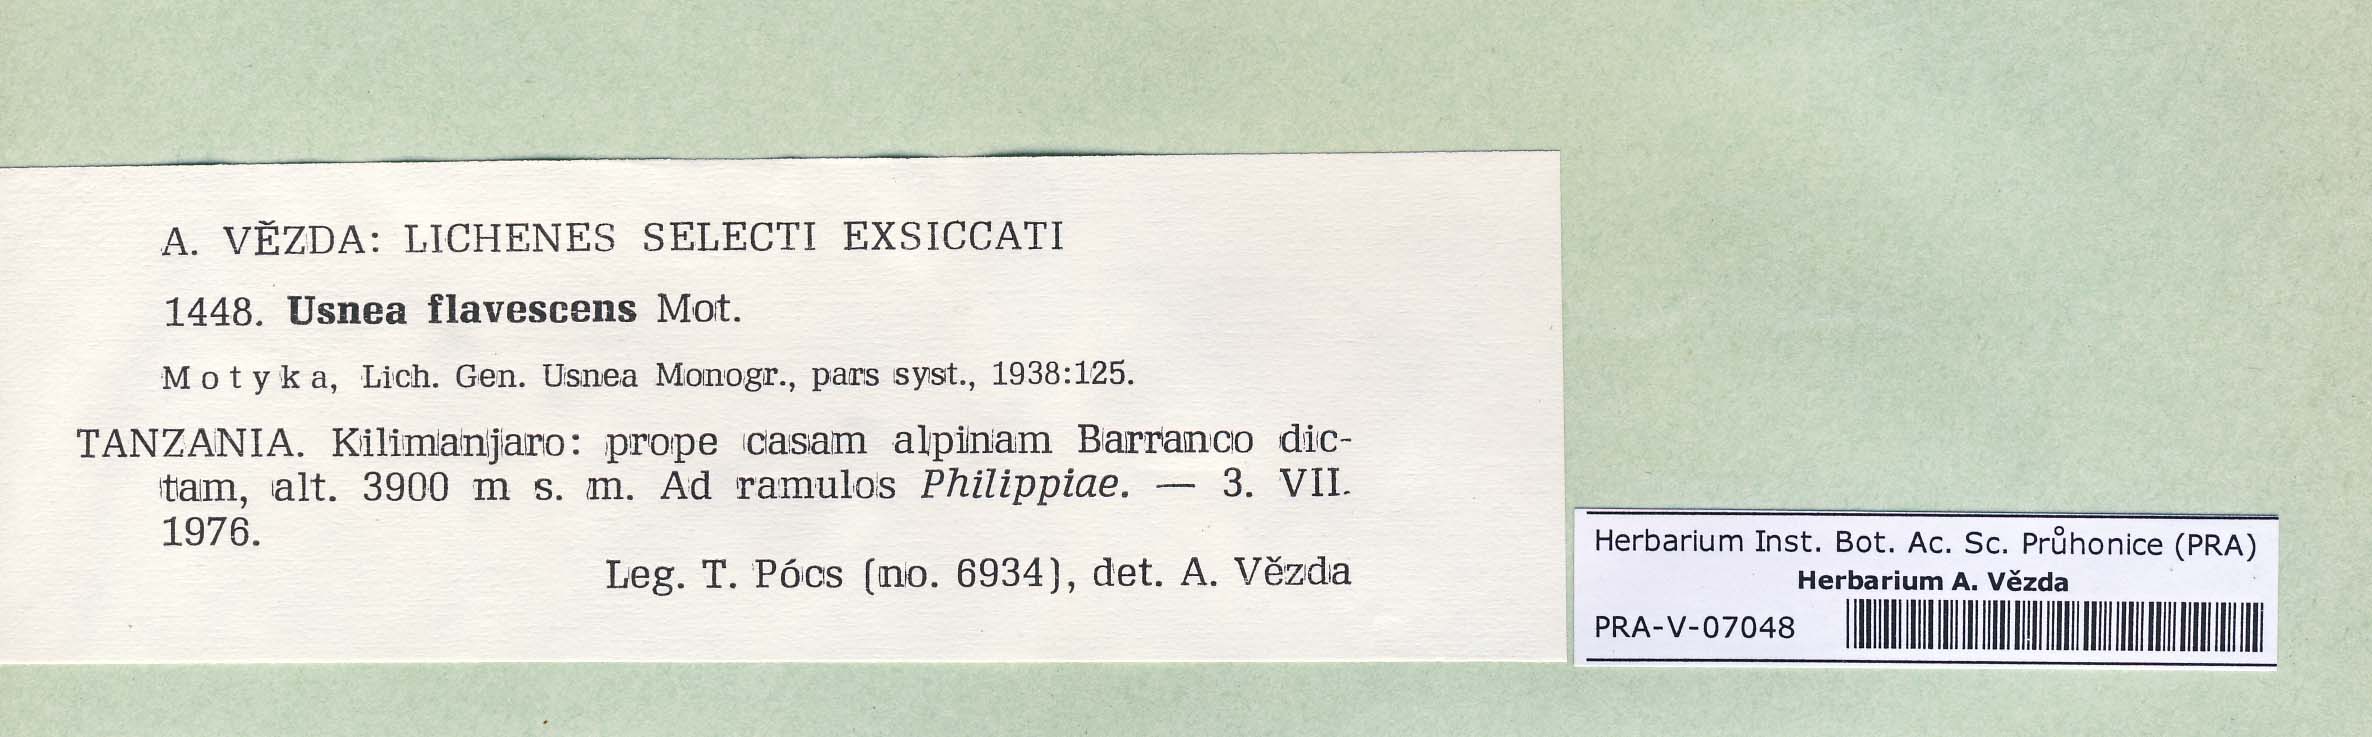 A. VĚZDA: LICHENES SELECTI EXSICCATI
1448. Usnea flavescens Mot.
Motyka, Lich. Gen. Usnea Monogr., pars syst., 1938:125.
TANZANIA. Kilimanjaro: prope casam alpinam Barranco dic-
tam, alt. 3900 m s. m. Ad ramulos Philippiae. — 3. VII.
1976.
Leg. T. Pócs (no. 6934), det. A. Vězda
Herbarium Inst. Bot. Ac. Sc. Průhonice (PRA)
Herbarium A. Vězda
PRA-V-07048